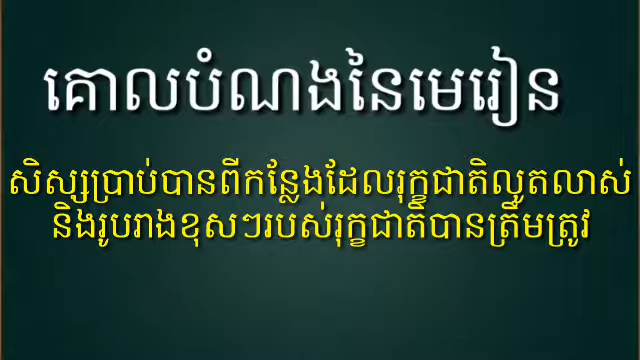 គោលបំណងនៃមេរៀន
សិស្សប្រាប់បានពីកន្លែងដែលរុក្ខជាតិលូតលាស់
និងរូបរាងខុសៗរបស់រុក្ខជាតិបានត្រឹមត្រូវ